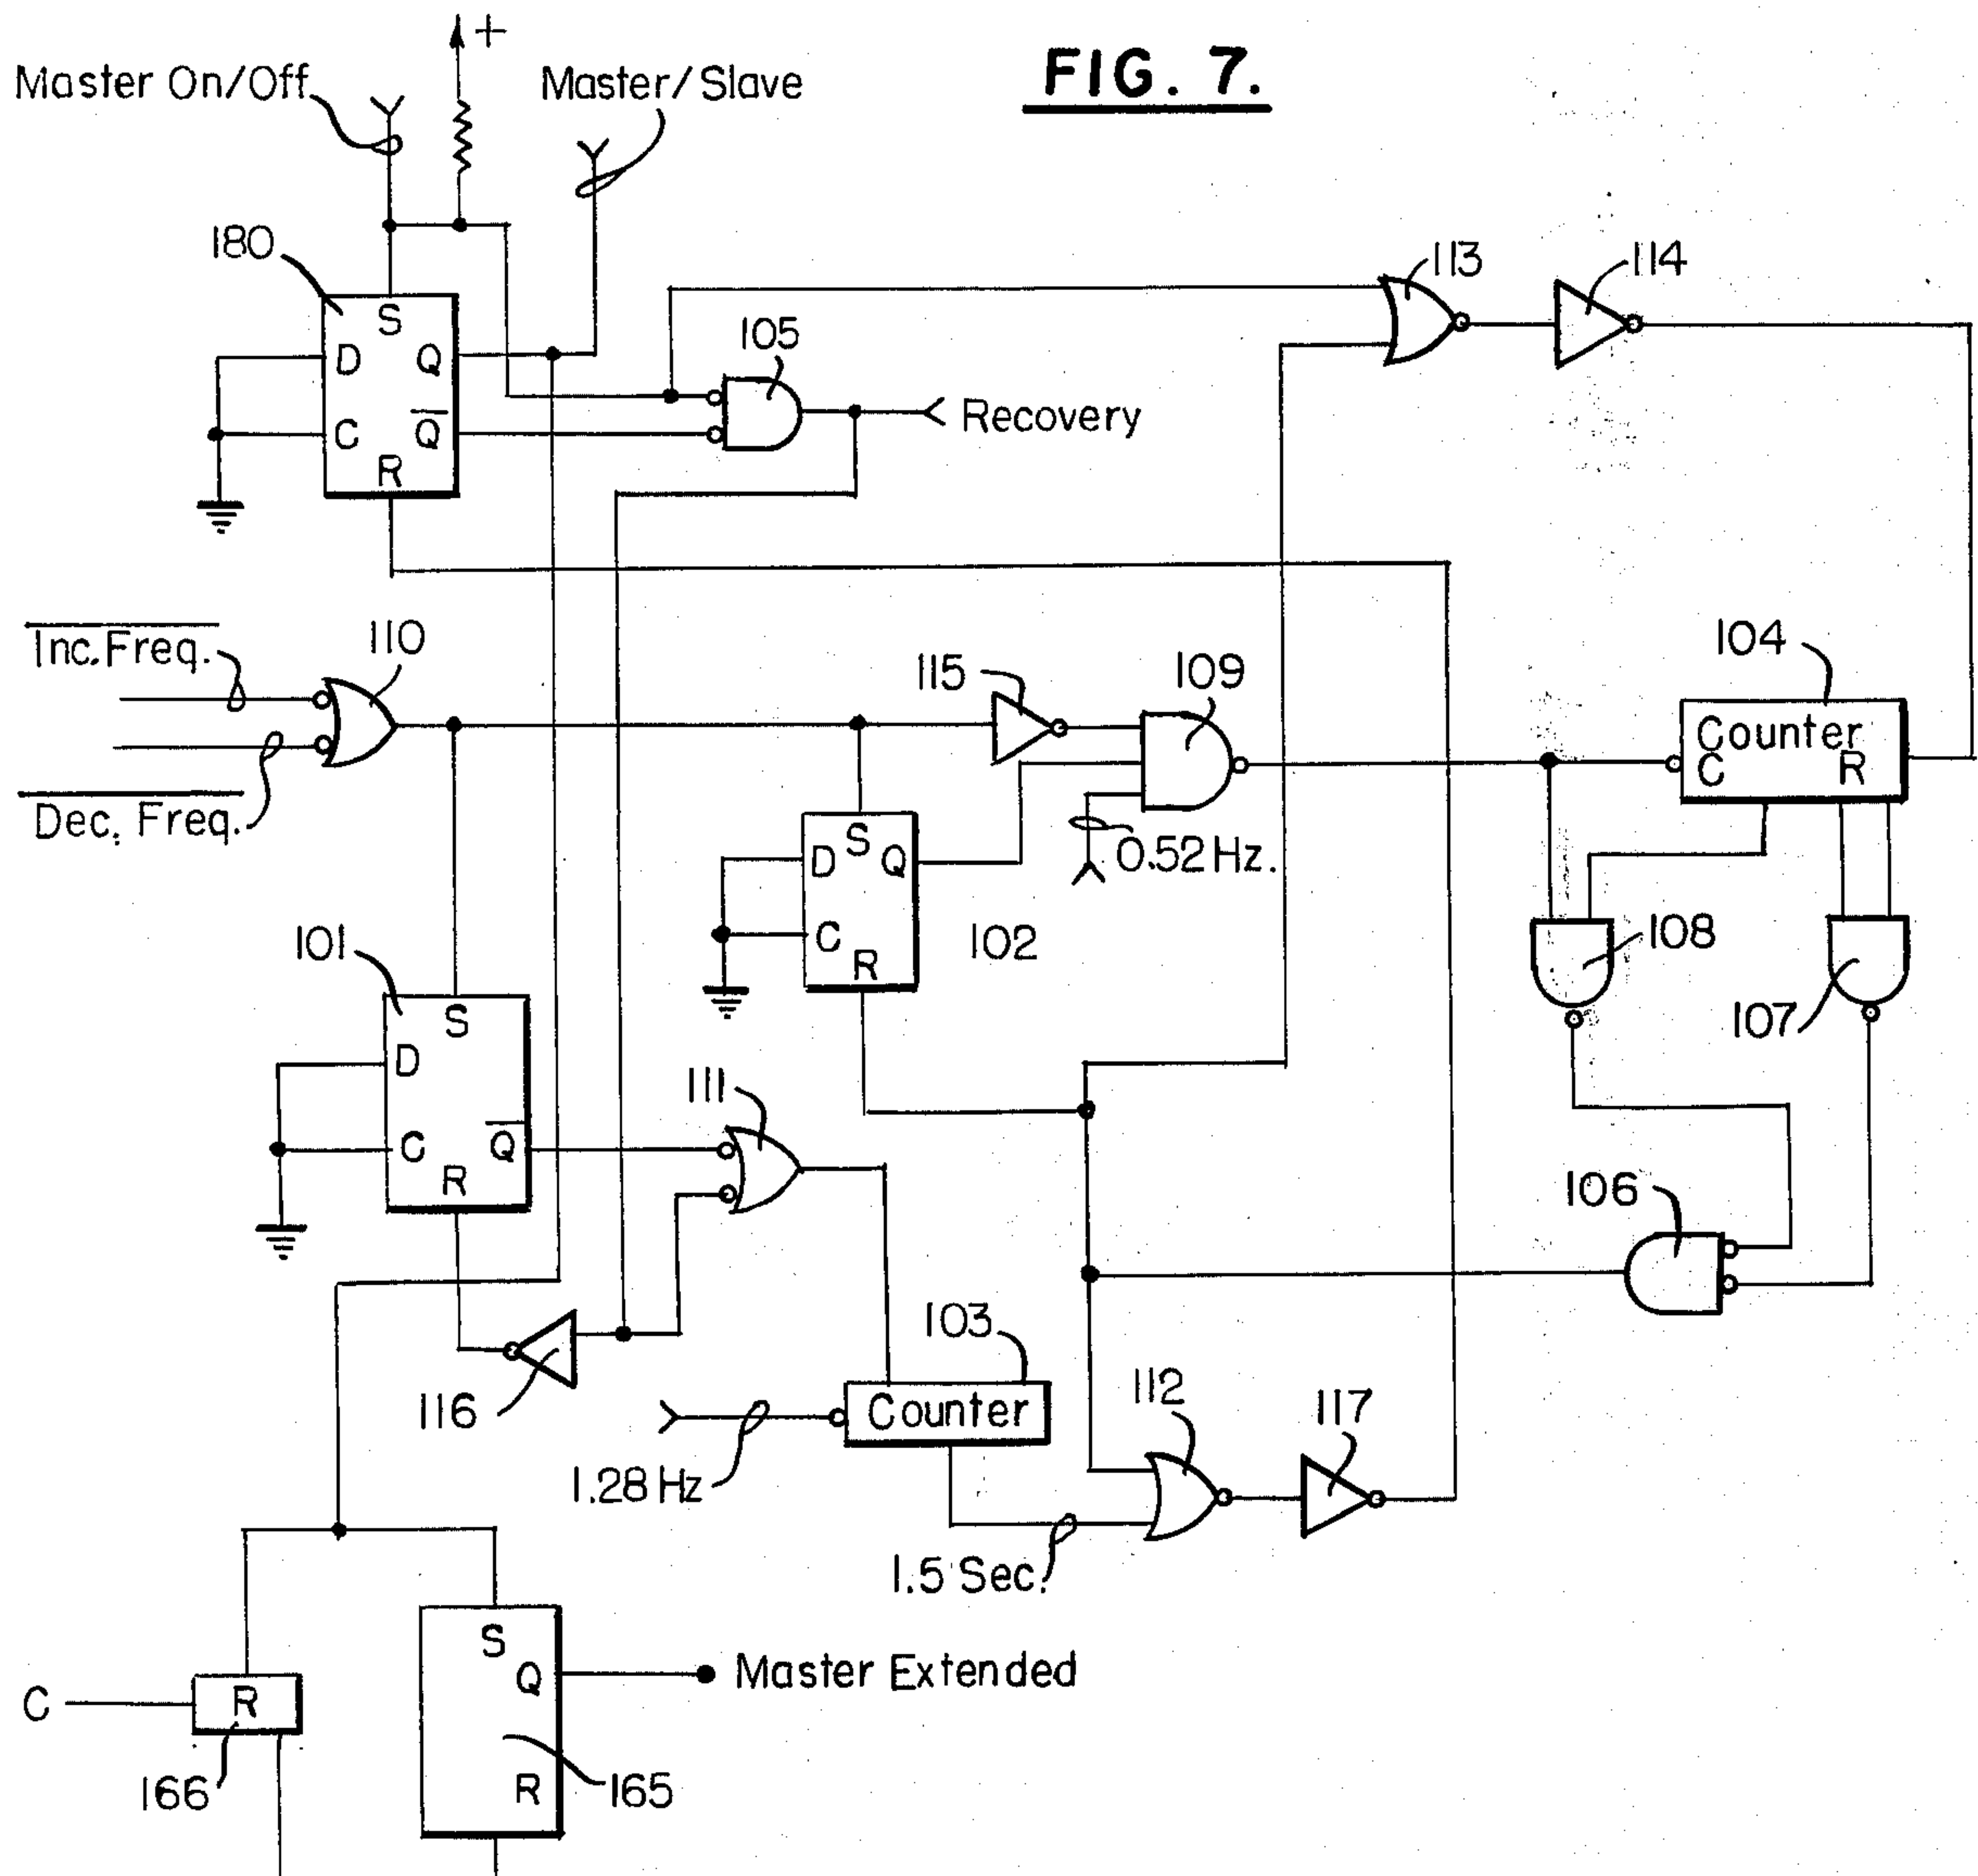 FIG. 7.
+
Master On/Off
Master/Slave
180
S
D
Q
C
Q
R
105
Recovery
113
114
Inc. Freq.
110
Dec. Freq.
115
109
0.52 Hz.
104
Counter
C
R
S
D
Q
C
R
102
108
107
101
S
D
C
Q
R
111
106
116
103
Counter
1.28 Hz
112
117
1.5 Sec.
S
Q
Master Extended
C
R
R
166
165